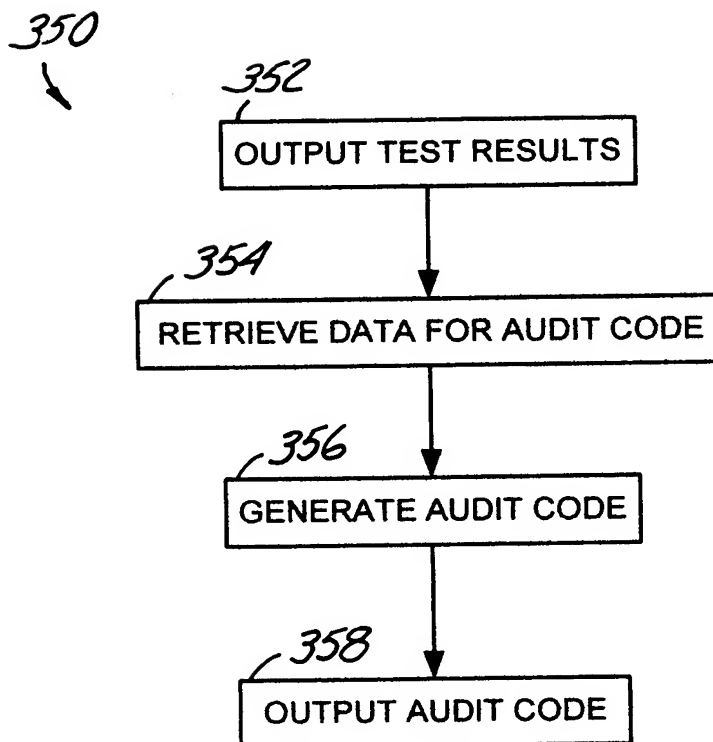 350
352
OUTPUT TEST RESULTS
354
RETRIEVE DATA FOR AUDIT CODE
356
GENERATE AUDIT CODE
358
OUTPUT AUDIT CODE